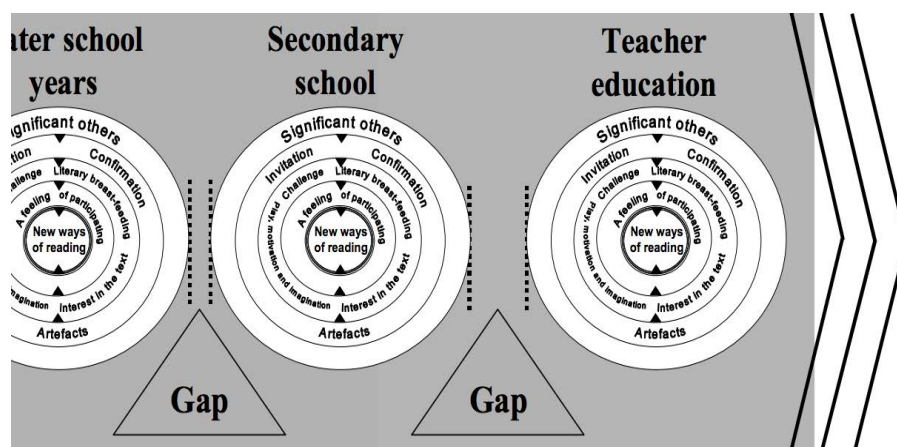 ater school
years
ignificant others
tion
Confirmation
hallenge
Literary breast-feeding
A feeling of participating
New ways
of reading
imagination
Interest in the text
Artefacts
Gap
Secondary
school
Significant others
Invitation
Confirmation
Challenge
Literary breast-feeding
A feeling of participating
New ways
of reading
Play, motivation and imagination
Interest in the text
Artefacts
Gap
Teacher
education
Significant others
Invitation
Confirmation
Challenge
Literary breast-feeding
A feeling of participating
New ways
of reading
Play, motivation and imagination
Interest in the text
Artefacts